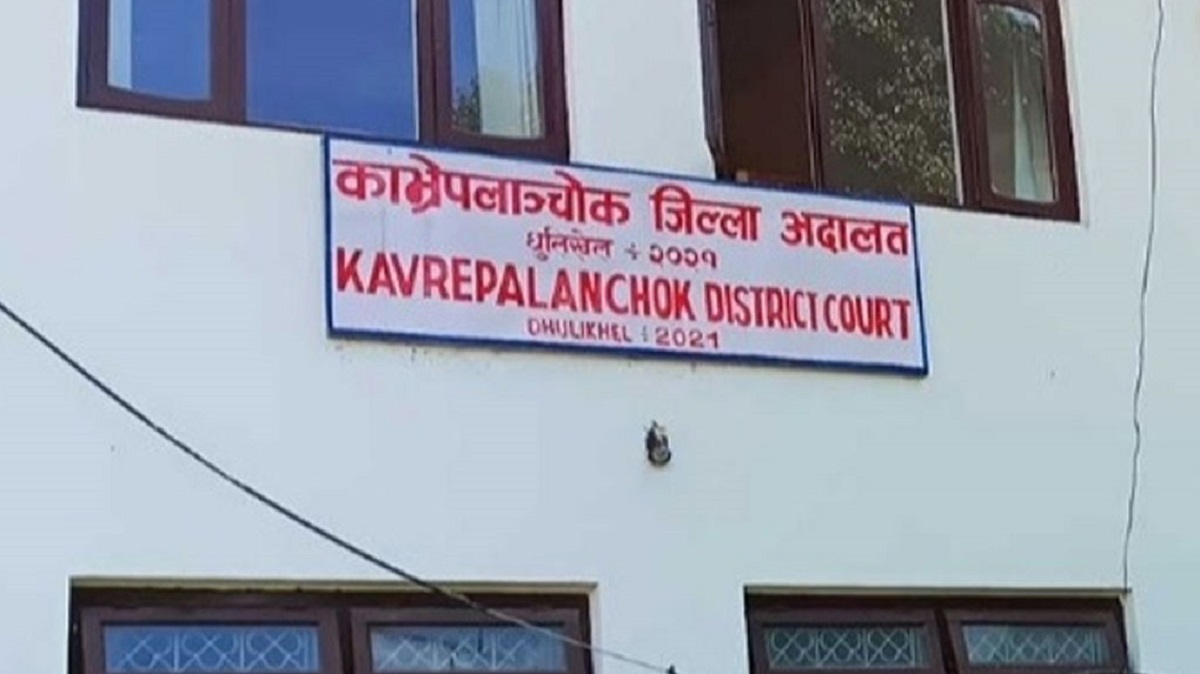 काभ्रेपलाञ्चोक जिल्ला अदालत
धुलिखेल ÷ २०२१
KAVREPALANCHOK DISTRICT COURT
DHULIKHEL ÷ 2021